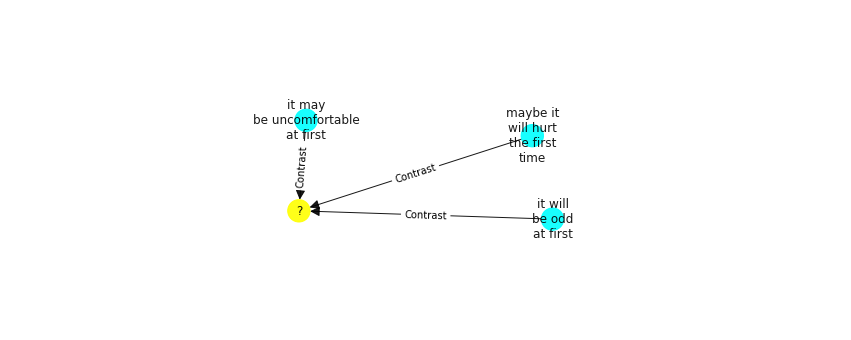 it may
be uncomfortable
at first
maybe it
will hurt
the first
time
Contrast
Contrast
?
Contrast
it will
be odd
at first